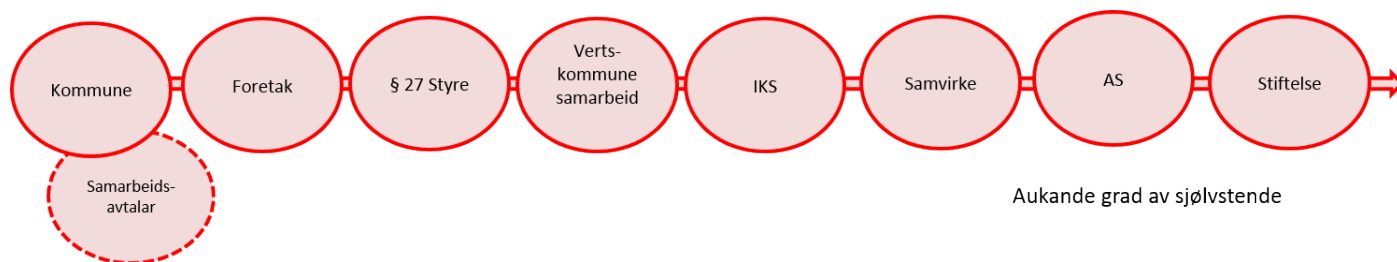 Kommune
Foretak
§ 27 Styre
Verts-
kommune
samarbeid
IKS
Samvirke
AS
Stiftelse
Samarbeids-
avtalar
Aukande grad av sjølvstende